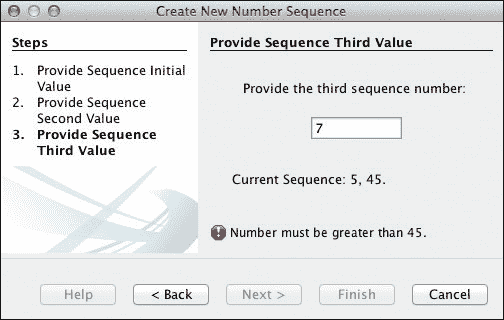 Create New Number Sequence
Steps
1. Provide Sequence Initial
Value
2. Provide Sequence
Second Value
3. Provide Sequence
Third Value
Provide Sequence Third Value
Provide the third sequence number:
7
Current Sequence: 5, 45.
Number must be greater than 45.
Help
< Back
Next >
Finish
Cancel